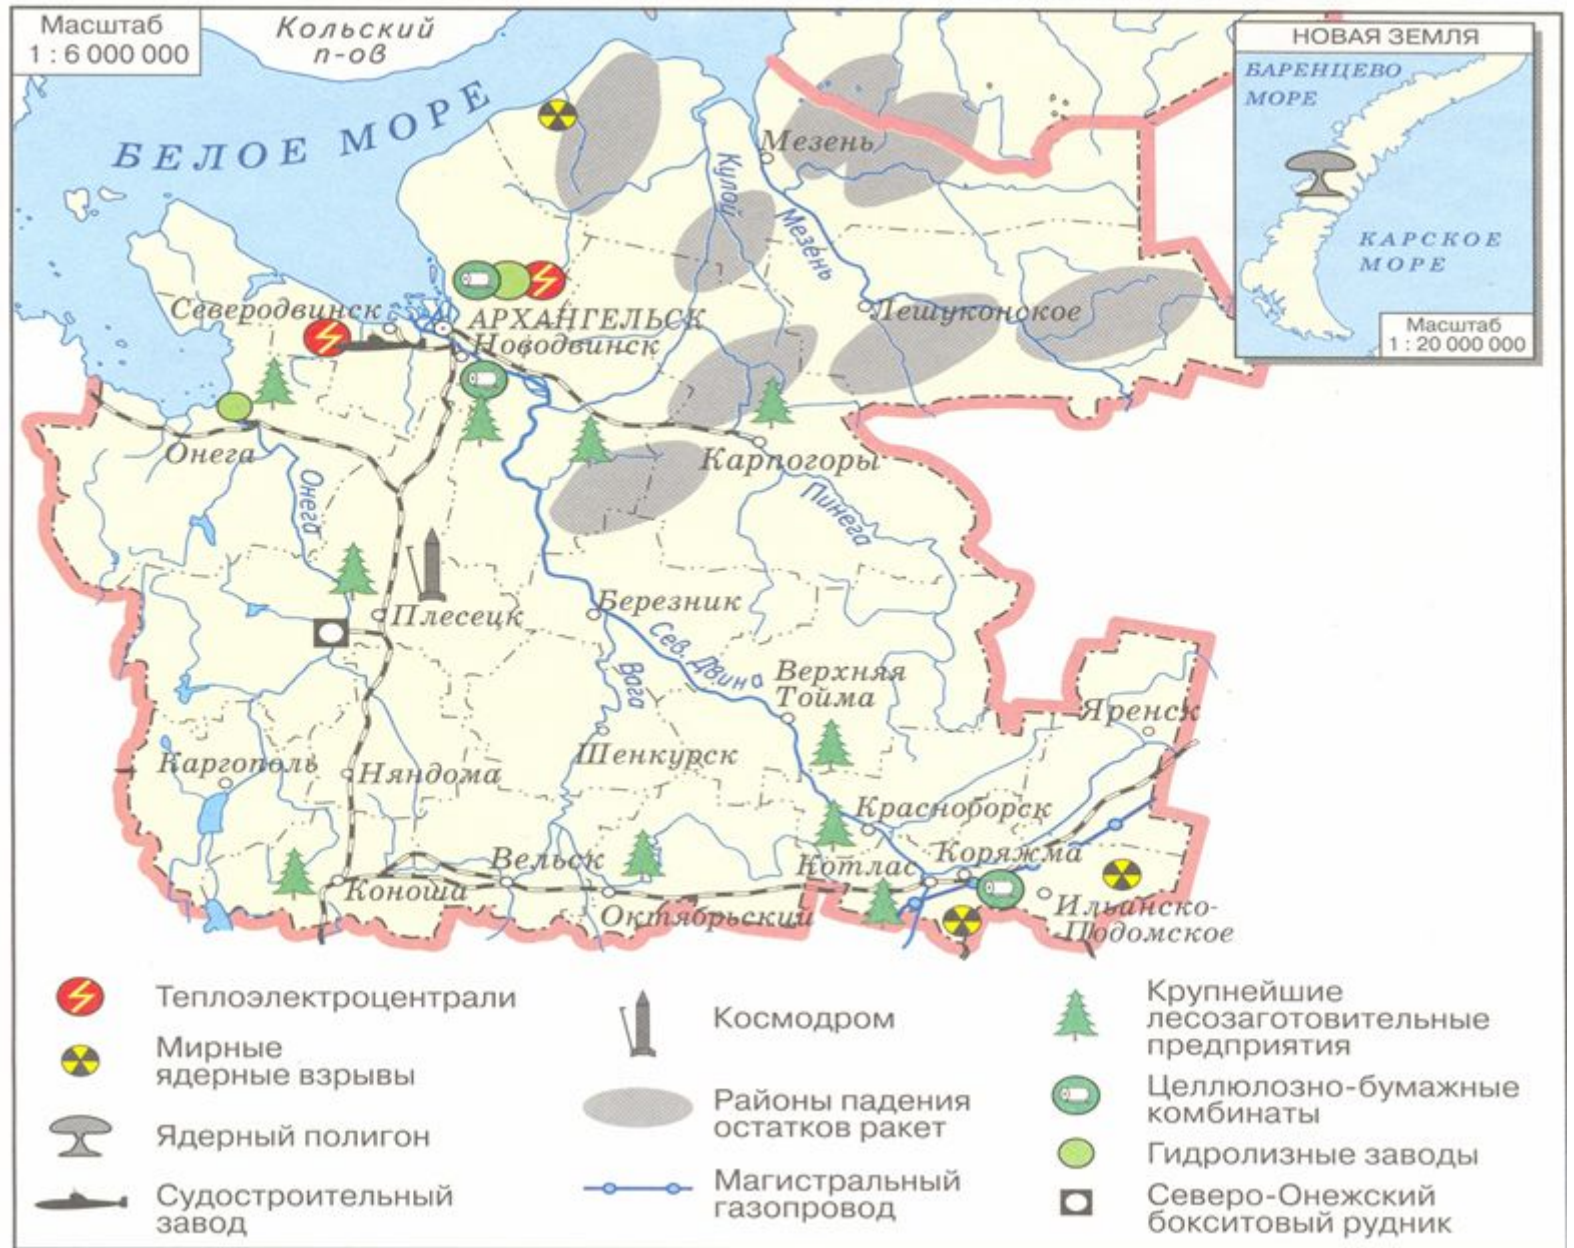 Масштаб
1 : 6 000 000
Кольский
п-ов
НОВАЯ ЗЕМЛЯ
БАРЕНЦЕВО
МОРЕ
КАРСКОЕ
МОРЕ
Масштаб
1 : 20 000 000
БЕЛОЕ МОРЕ
Мезень
Кулой
Мезень
Северодвинск
АРХАНГЕЛЬСК
Новодвинск
Лешуконское
Онега
Онега
Карпогоры
Пинега
Плесецк
Березник
Сев. Двина
Вага
Верхняя
Тойма
Шенкурск
Яренск
Каргополь
Няндома
Красноборск
Вельск
Котлас
Коряжма
Коноша
Октябрьский
Ильинско-
-Подомское
Теплоэлектроцентрали
Мирные
ядерные взрывы
Ядерный полигон
Судостроительный
завод
Космодром
Районы падения
остатков ракет
Магистральный
газопровод
Крупнейшие
лесозаготовительные
предприятия
Целлюлозно-бумажные
комбинаты
Гидролизные заводы
Северо-Онежский
бокситовый рудник